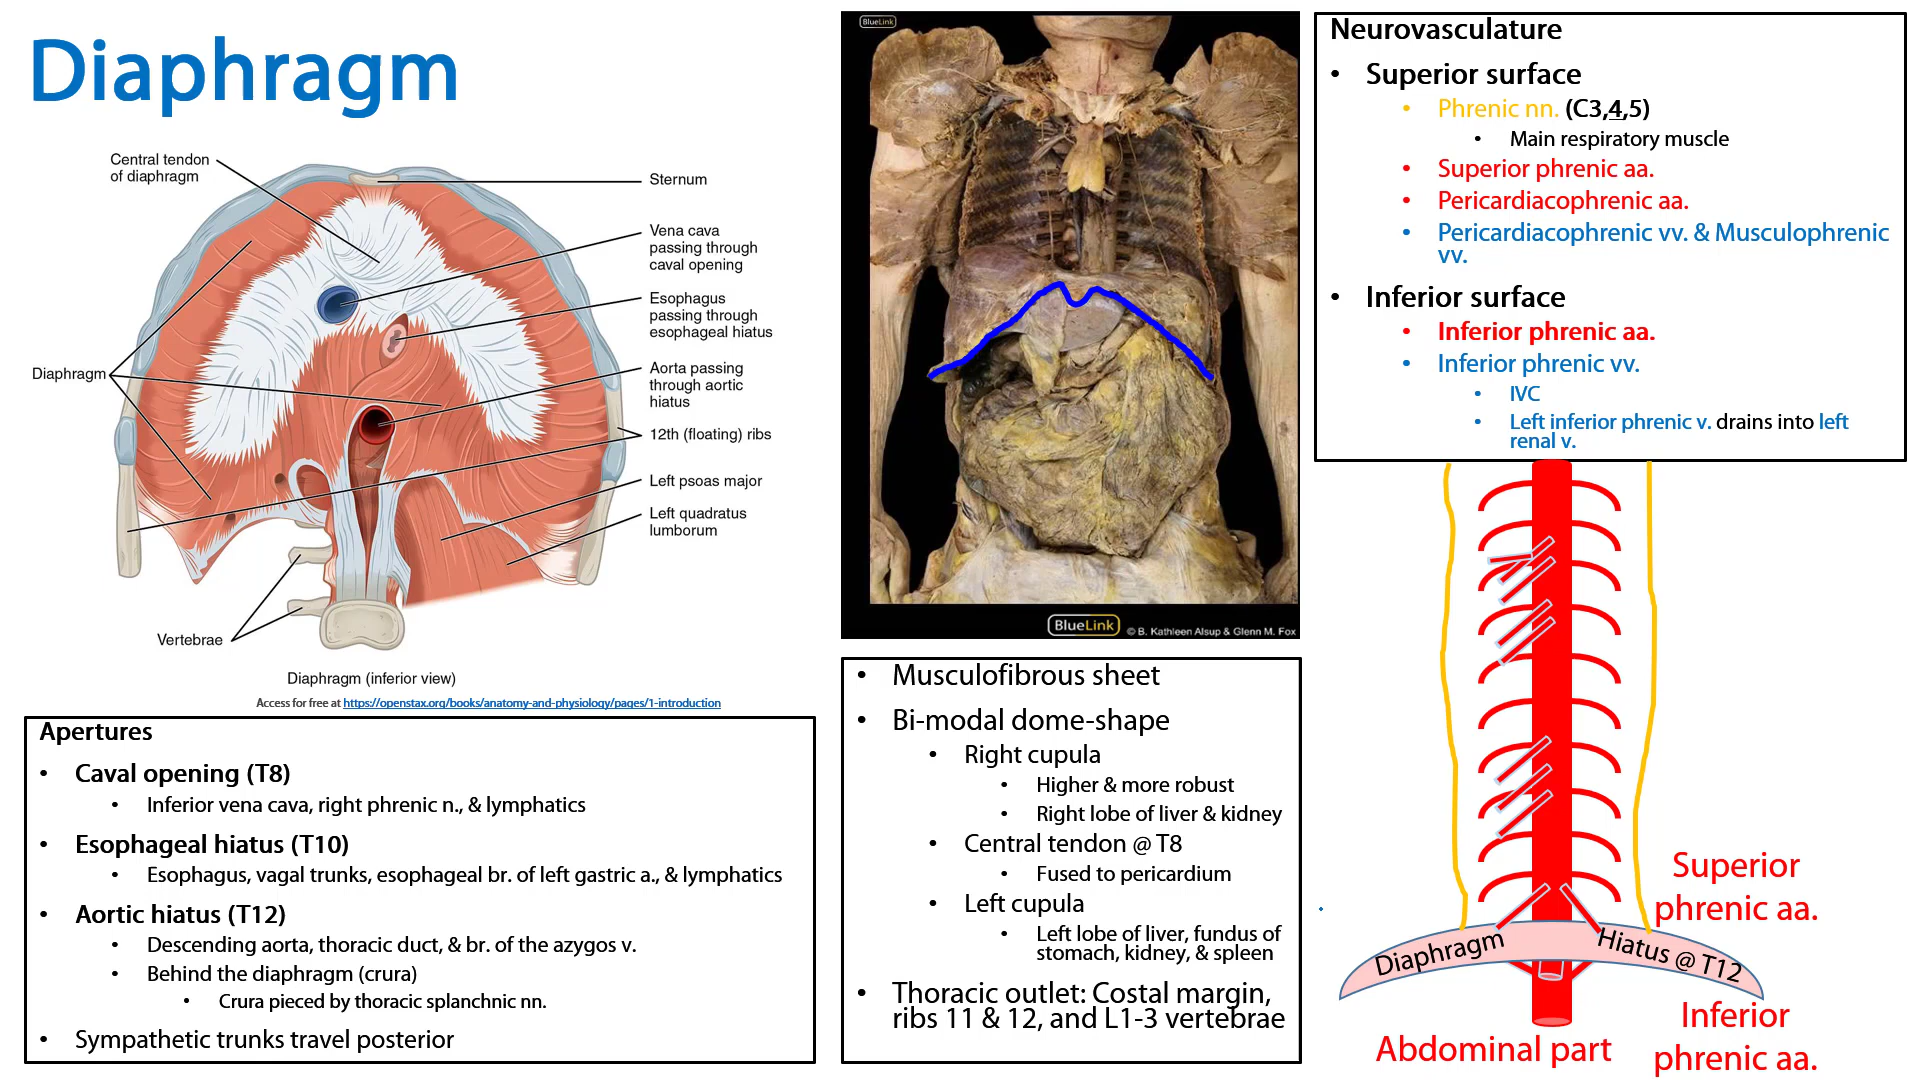 Diaphragm
Central tendon
of diaphragm
Sternum
Vena cava
passing through
caval opening
Esophagus
passing through
esophageal hiatus
Aorta passing
through aortic
hiatus
Diaphragm
12th (floating) ribs
Left psoas major
Left quadratus
lumborum
Vertebrae
Diaphragm (inferior view)
Access for free at https://openstax.org/books/anatomy-and-physiology/pages/1-introduction
Apertures
• Caval opening (T8)
• Inferior vena cava, right phrenic n., & lymphatics
• Esophageal hiatus (T10)
• Esophagus, vagal trunks, esophageal br. of left gastric a., & lymphatics
• Aortic hiatus (T12)
• Descending aorta, thoracic duct, & br. of the azygos v.
• Behind the diaphragm (crura)
• Crura pieced by thoracic splanchnic nn.
• Sympathetic trunks travel posterior
BlueLink
BlueLink © B. Kathleen Alsup & Glenn M. Fox
• Musculofibrous sheet
• Bi-modal dome-shape
• Right cupula
• Higher & more robust
• Right lobe of liver & kidney
• Central tendon @ T8
• Fused to pericardium
• Left cupula
• Left lobe of liver, fundus of
stomach, kidney, & spleen
• Thoracic outlet: Costal margin,
ribs 11 & 12, and L1-3 vertebrae
Neurovasculature
• Superior surface
• Phrenic nn. (C3,4,5)
• Main respiratory muscle
• Superior phrenic aa.
• Pericardiacophrenic aa.
• Pericardiacophrenic vv. & Musculophrenic
vv.
• Inferior surface
• Inferior phrenic aa.
• Inferior phrenic vv.
• IVC
• Left inferior phrenic v. drains into left
renal v.
Superior
phrenic aa.
Diaphragm
Hiatus @ T12
Inferior
phrenic aa.
Abdominal part